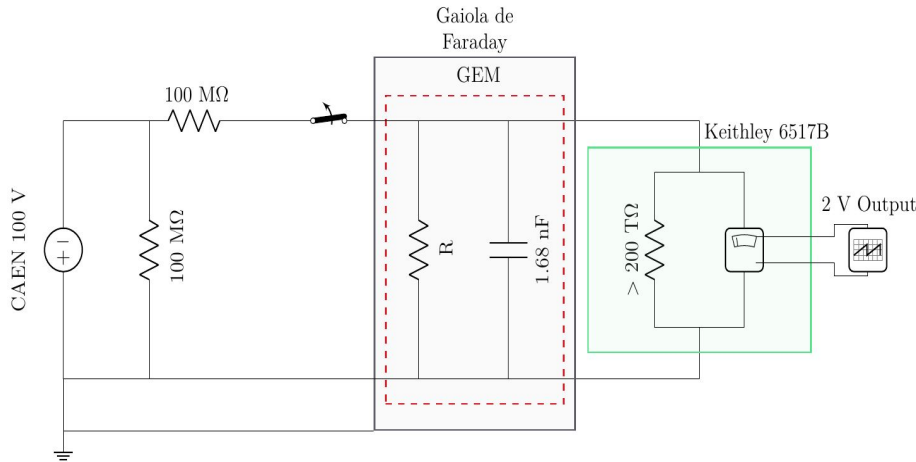 Gaiola de
Faraday
GEM
100 MΩ
Keithley 6517B
CAEN 100 V
− +
100 MΩ
R
1.68 nF
> 200 TΩ
2 V Output